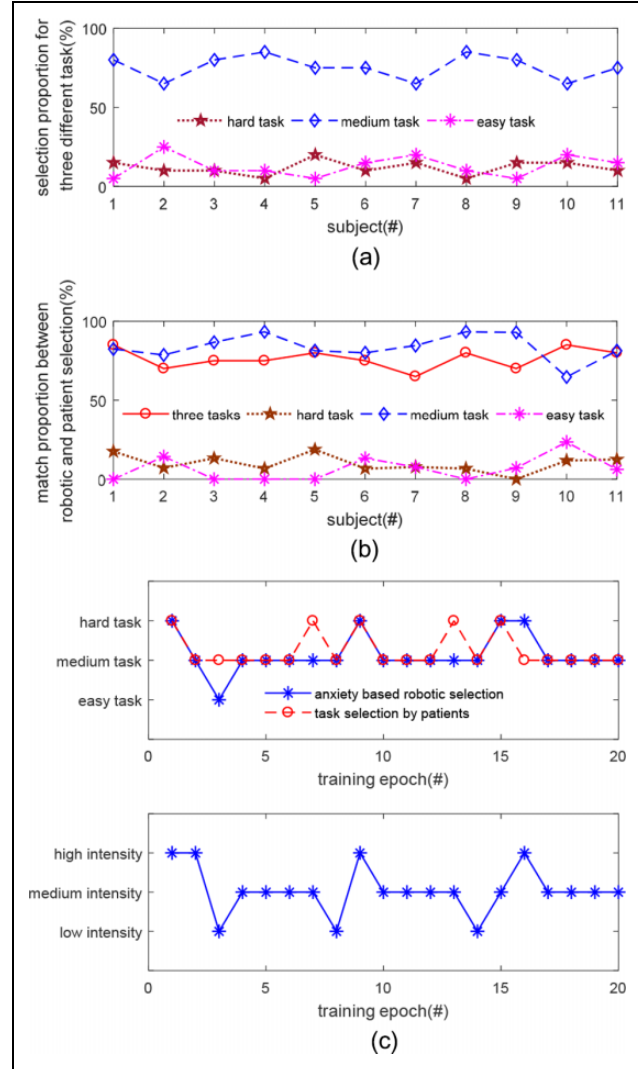 selection proportion for
three different task(%)
100
50
0
hard task medium task easy task
1 2 3 4 5 6 7 8 9 10 11
subject(#)
(a)
match proportion between
robotic and patient selection(%)
100
50
0
three tasks hard task medium task easy task
1 2 3 4 5 6 7 8 9 10 11
subject(#)
(b)
hard task
medium task
easy task
anxiety based robotic selection
task selection by patients
0 5 10 15 20
training epoch(#)
high intensity
medium intensity
low intensity
0 5 10 15 20
training epoch(#)
(c)